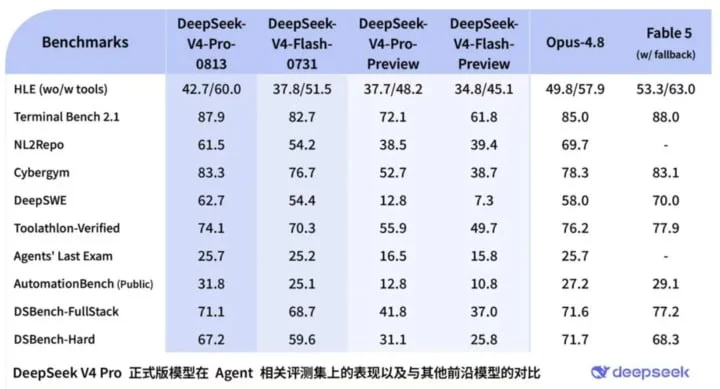 Benchmarks DeepSeek-V4-Pro-0813 DeepSeek-V4-Flash-0731 DeepSeek-V4-Pro-Preview DeepSeek-V4-Flash-Preview Opus-4.8 Fable 5 (w/ fallback)
HLE (wo/w tools) 42.7/60.0 37.8/51.5 37.7/48.2 34.8/45.1 49.8/57.9 53.3/63.0
Terminal Bench 2.1 87.9 82.7 72.1 61.8 85.0 88.0
NL2Repo 61.5 54.2 38.5 39.4 69.7 -
Cybergym 83.3 76.7 52.7 38.7 78.3 83.1
DeepSWE 62.7 54.4 12.8 7.3 58.0 70.0
Toolathlon-Verified 74.1 70.3 55.9 49.7 76.2 77.9
Agents' Last Exam 25.7 25.2 16.5 15.8 25.7 -
AutomationBench (Public) 31.8 25.1 12.8 10.8 27.2 29.1
DSBench-FullStack 71.1 68.7 41.8 37.0 71.6 77.2
DSBench-Hard 67.2 59.6 31.1 25.8 71.7 68.3
DeepSeek V4 Pro 正式版模型在 Agent 相关评测集上的表现以及与其他前沿模型的对比
deepseek